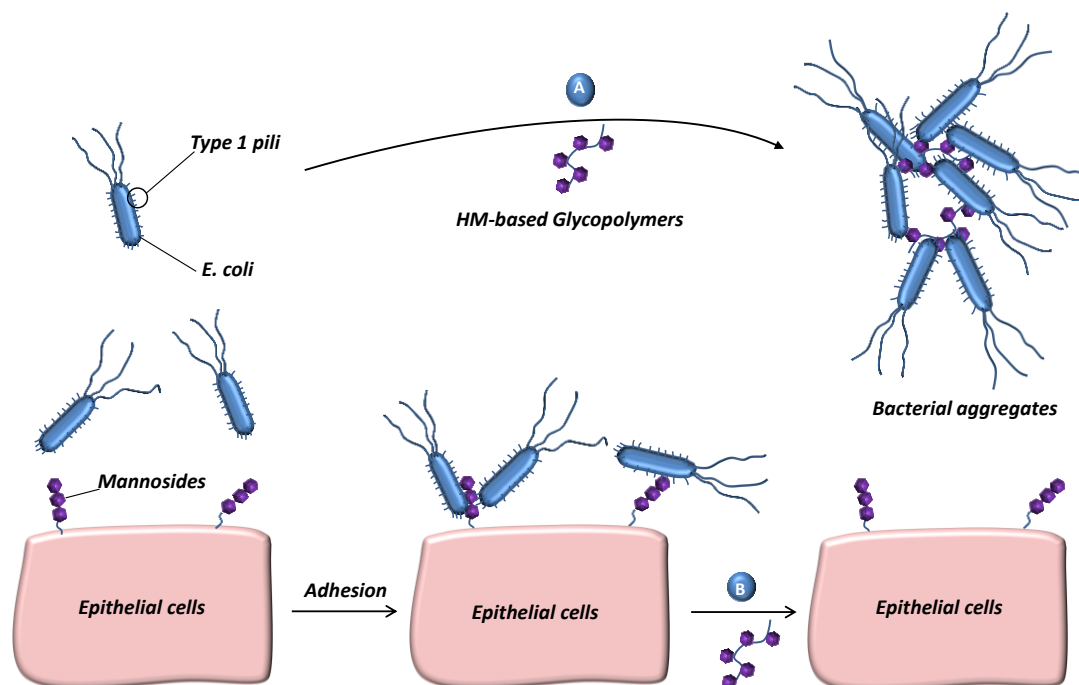 A
Type 1 pili
HM-based Glycopolymers
E. coli
Bacterial aggregates
Mannosides
Adhesion
B
Epithelial cells
Epithelial cells
Epithelial cells